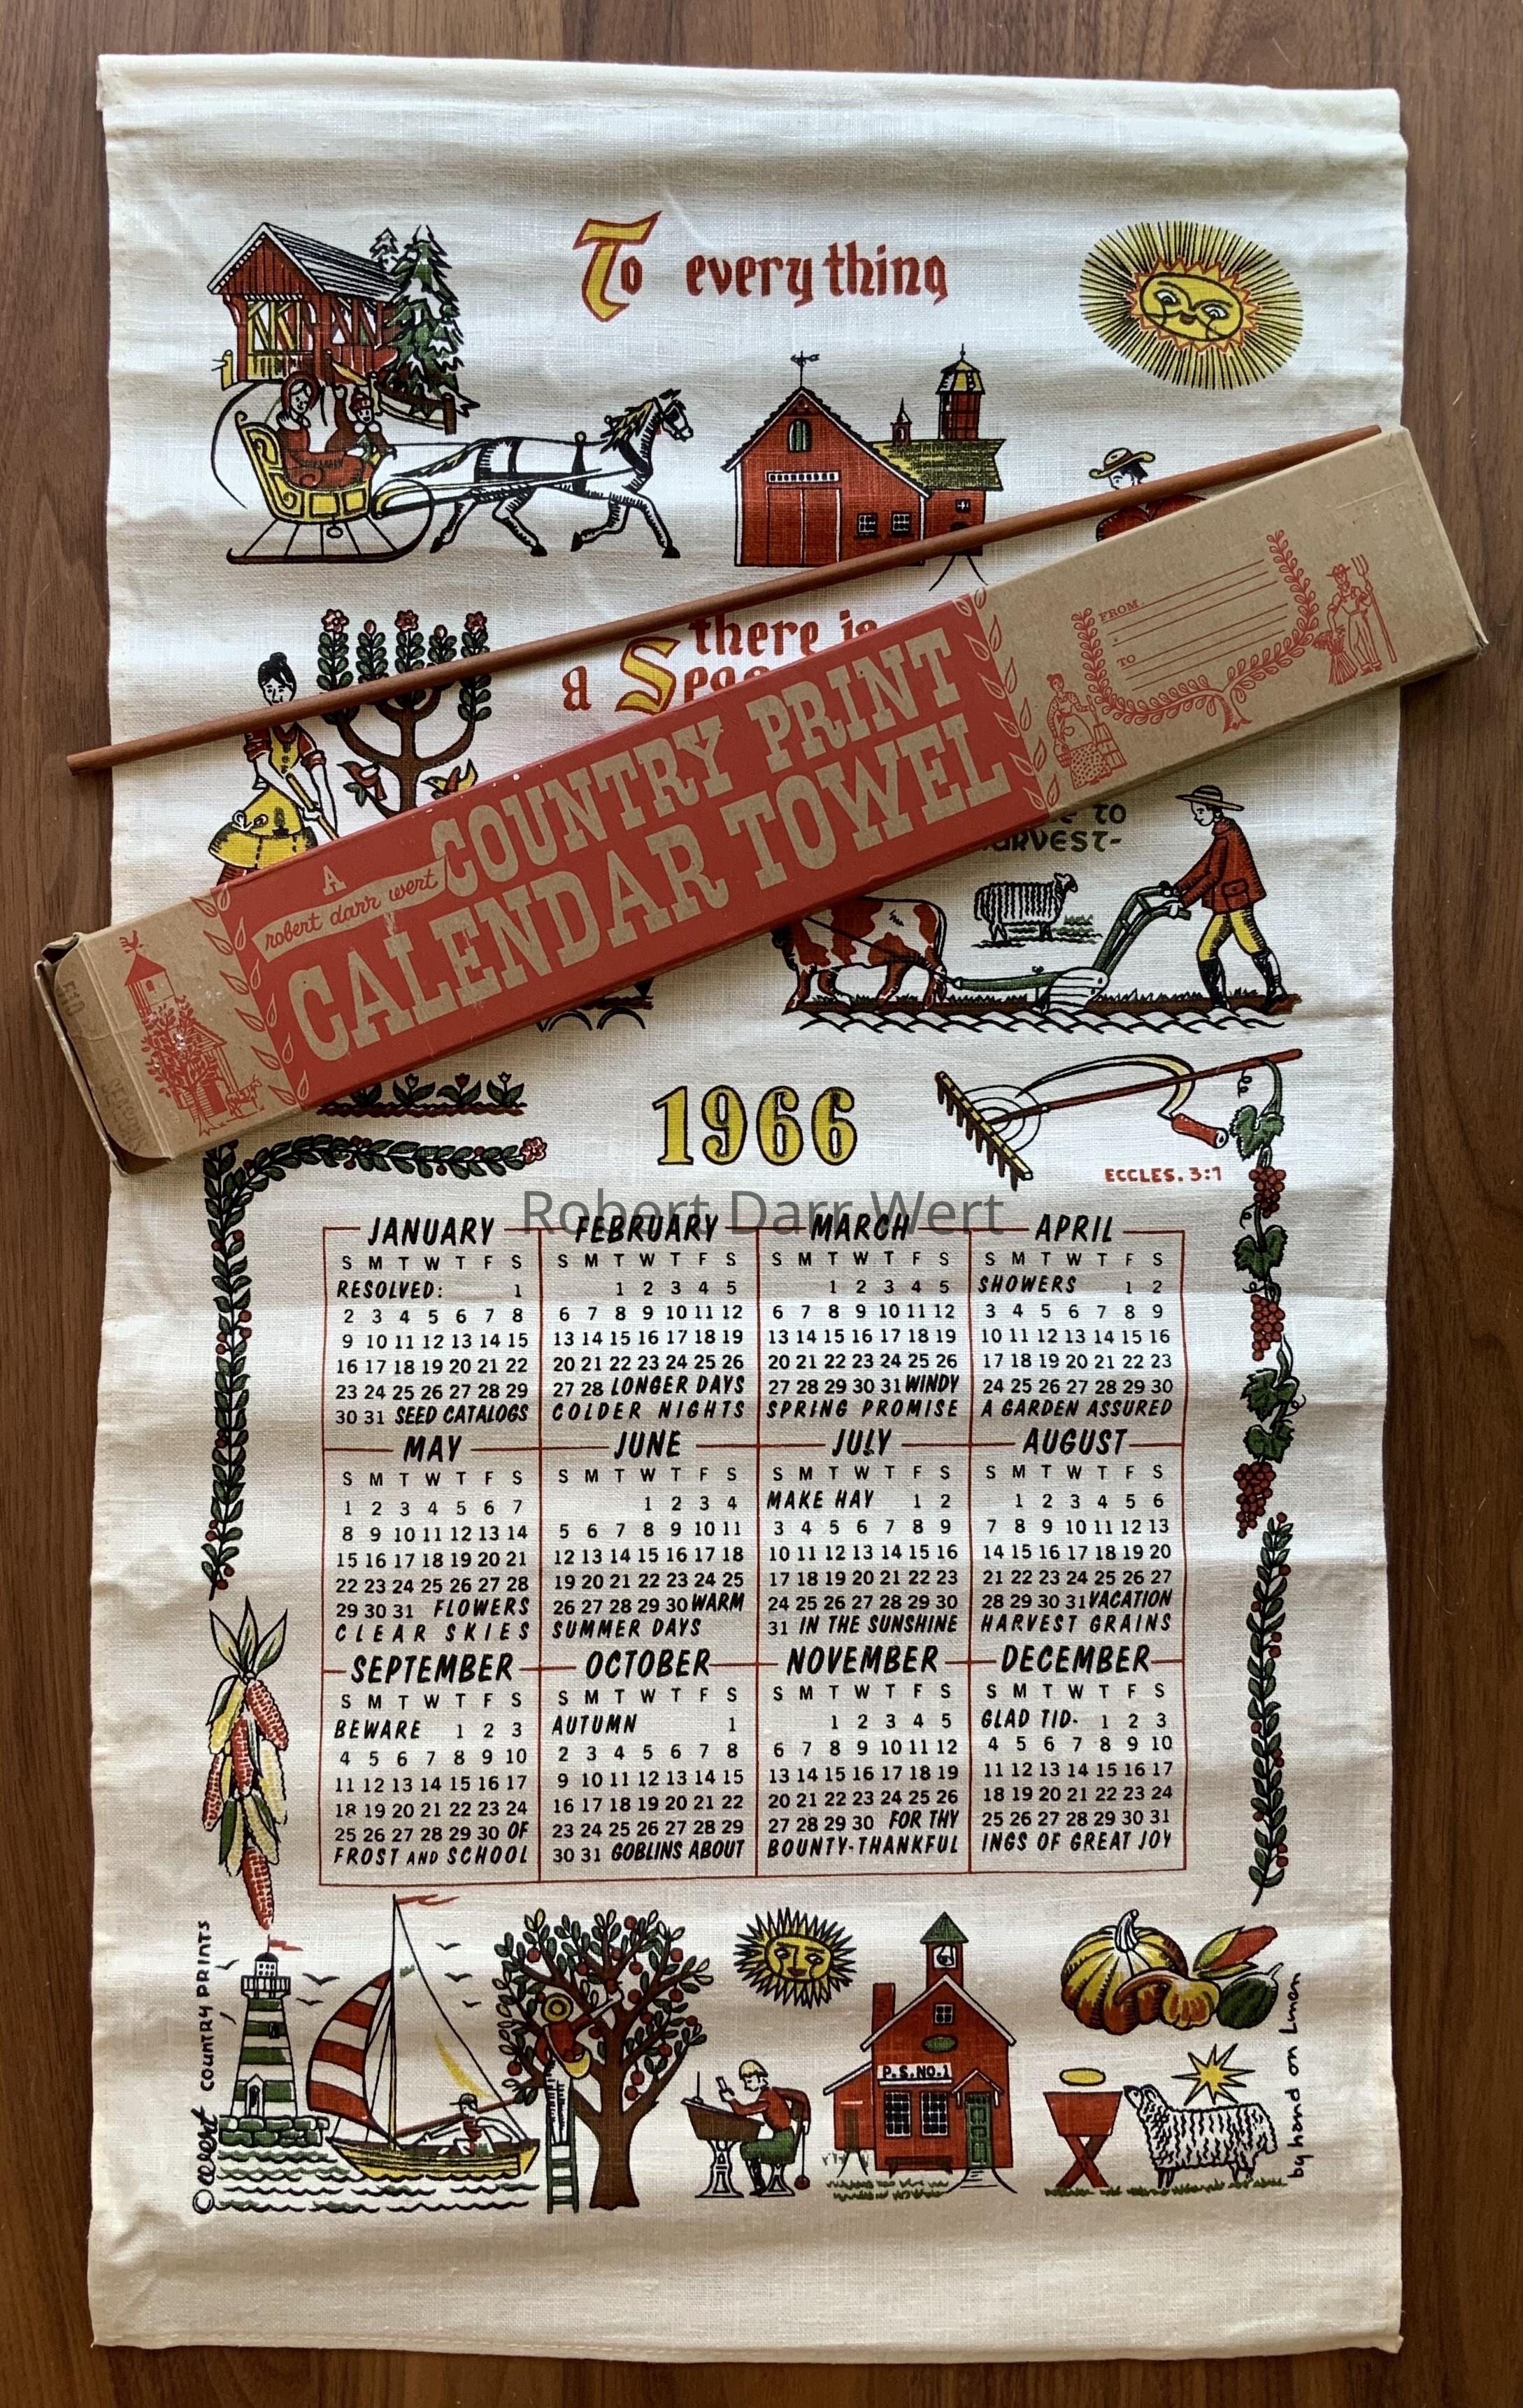 To every thing
there is
a
FROM
TO
A
robert darr wert
COUNTRY PRINT
CALENDAR TOWEL
TO
1966
ECCLES. 3:1
Robert Darr Wert
JANUARY FEBRUARY MARCH APRIL
S M T W T F S S M T W T F S S M T W T F S S M T W T F S
RESOLVED: 1 1 2 3 4 5 1 2 3 4 5 SHOWERS 1 2
2 3 4 5 6 7 8 6 7 8 9 10 11 12 6 7 8 9 10 11 12 3 4 5 6 7 8 9
9 10 11 12 13 14 15 13 14 15 16 17 18 19 13 14 15 16 17 18 19 10 11 12 13 14 15 16
16 17 18 19 20 21 22 20 21 22 23 24 25 26 20 21 22 23 24 25 26 17 18 19 20 21 22 23
23 24 25 26 27 28 29 27 28 LONGER DAYS 27 28 29 30 31 WINDY 24 25 26 27 28 29 30
30 31 SEED CATALOGS COLDER NIGHTS SPRING PROMISE A GARDEN ASSURED
MAY JUNE JULY AUGUST
S M T W T F S S M T W T F S S M T W T F S S M T W T F S
1 2 3 4 5 6 7 1 2 3 4 MAKE HAY 1 2 1 2 3 4 5 6
8 9 10 11 12 13 14 5 6 7 8 9 10 11 3 4 5 6 7 8 9 7 8 9 10 11 12 13
15 16 17 18 19 20 21 12 13 14 15 16 17 18 10 11 12 13 14 15 16 14 15 16 17 18 19 20
22 23 24 25 26 27 28 19 20 21 22 23 24 25 17 18 19 20 21 22 23 21 22 23 24 25 26 27
29 30 31 FLOWERS 26 27 28 29 30 WARM 24 25 26 27 28 29 30 28 29 30 31 VACATION
CLEAR SKIES SUMMER DAYS 31 IN THE SUNSHINE HARVEST GRAINS
SEPTEMBER OCTOBER NOVEMBER DECEMBER
S M T W T F S S M T W T F S S M T W T F S S M T W T F S
BEWARE 1 2 3 AUTUMN 1 1 2 3 4 5 GLAD TID- 1 2 3
4 5 6 7 8 9 10 2 3 4 5 6 7 8 6 7 8 9 10 11 12 4 5 6 7 8 9 10
11 12 13 14 15 16 17 9 10 11 12 13 14 15 13 14 15 16 17 18 19 11 12 13 14 15 16 17
18 19 20 21 22 23 24 16 17 18 19 20 21 22 20 21 22 23 24 25 26 18 19 20 21 22 23 24
25 26 27 28 29 30 OF 23 24 25 26 27 28 29 27 28 29 30 FOR THY 25 26 27 28 29 30 31
FROST AND SCHOOL 30 31 GOBLINS ABOUT BOUNTY-THANKFUL INGS OF GREAT JOY
© wert COUNTRY PRINTS
P.S. NO.1
by hand on Linen